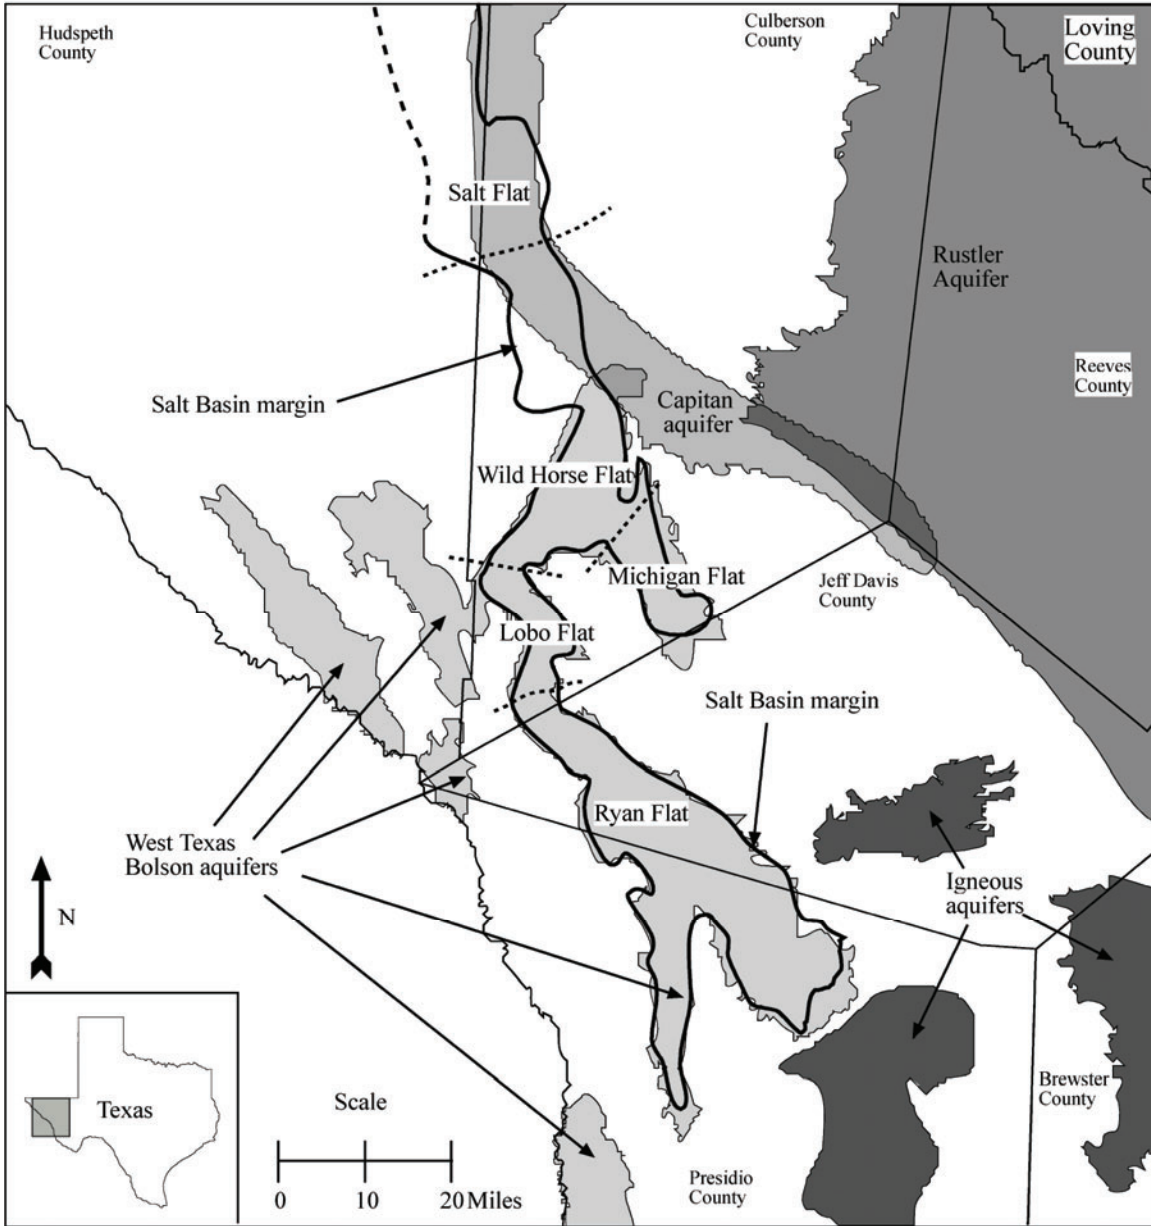 Hudspeth
County
Culberson
County
Loving
County
Salt Flat
Rustler
Aquifer
Reeves
County
Salt Basin margin
Capitan
aquifer
Wild Horse Flat
Michigan Flat
Jeff Davis
County
Lobo Flat
Salt Basin margin
Ryan Flat
West Texas
Bolson aquifers
Igneous
aquifers
N
Texas
Scale
0 10 20 Miles
Brewster
County
Presidio
County